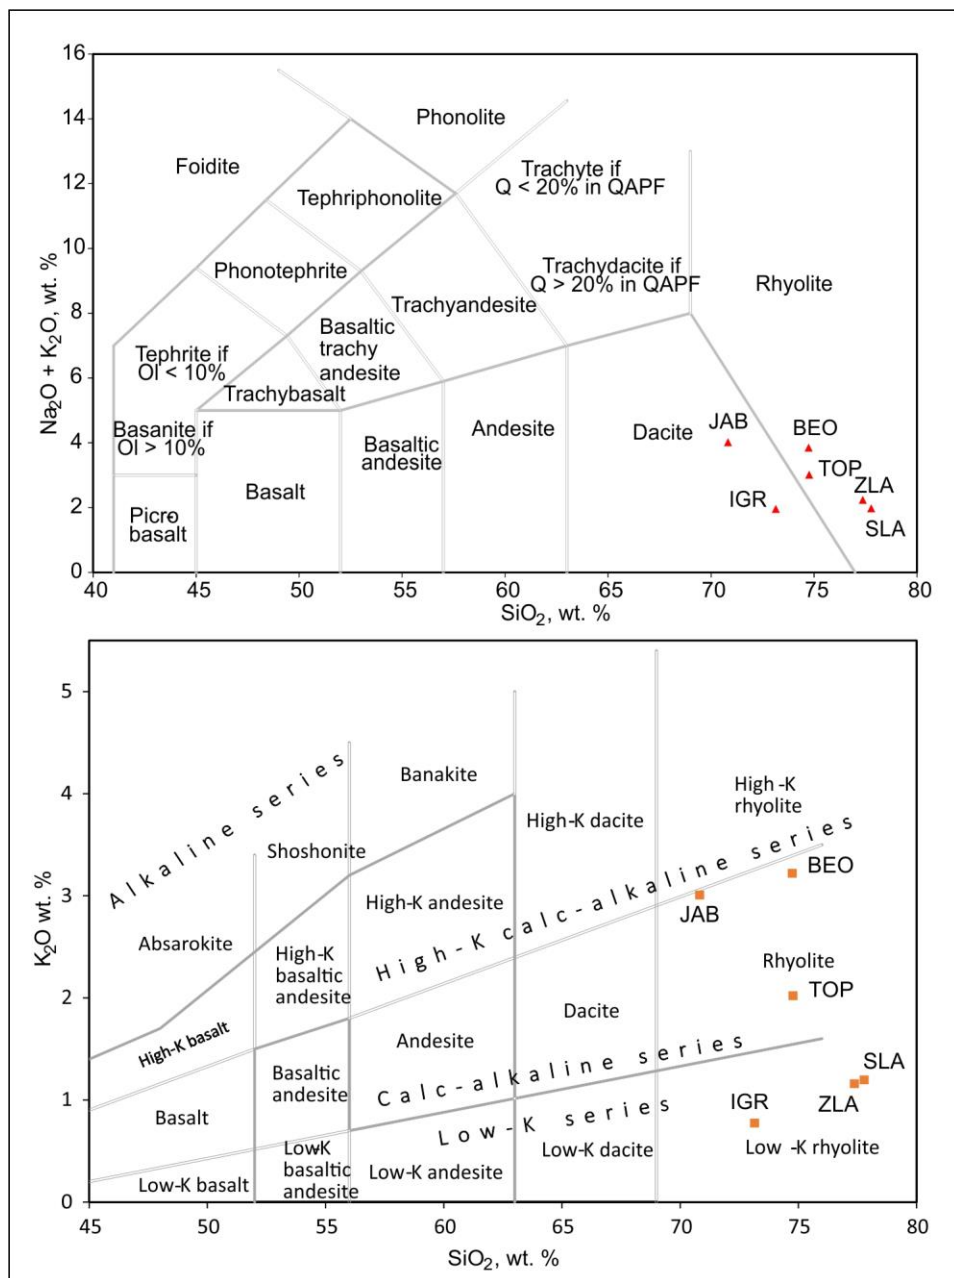 16
14
12
10
8
6
4
2
0
Na2O + K2O, wt. %
Phonolite
Foidite
Trachyte if
Q < 20% in QAPF
Tephriphonolite
Phonotephrite
Trachydacite if
Q > 20% in QAPF
Rhyolite
Trachyandesite
Basaltic
trachy
andesite
Tephrite if
Ol < 10%
Trachybasalt
Basanite if
Ol > 10%
Basaltic
andesite
Andesite
Dacite
JAB
BEO
TOP
ZLA
IGR
SLA
Basalt
Picro-
basalt
40
45
50
55
60
65
70
75
80
SiO2, wt. %
5
4
3
2
1
0
K2O wt. %
Alkaline series
Banakite
High-K
rhyolite
High-K dacite
Shoshonite
High-K calc-alkaline series
BEO
High-K andesite
JAB
Absarokite
High-K
basaltic
andesite
Rhyolite
TOP
High-K basalt
Andesite
Dacite
Basaltic
andesite
Calc-alkaline series
SLA
Basalt
Low-K series
IGR
ZLA
Low-K
basaltic
andesite
Low-K basalt
Low-K andesite
Low-K dacite
Low-K rhyolite
45
50
55
60
65
70
75
80
SiO2, wt. %